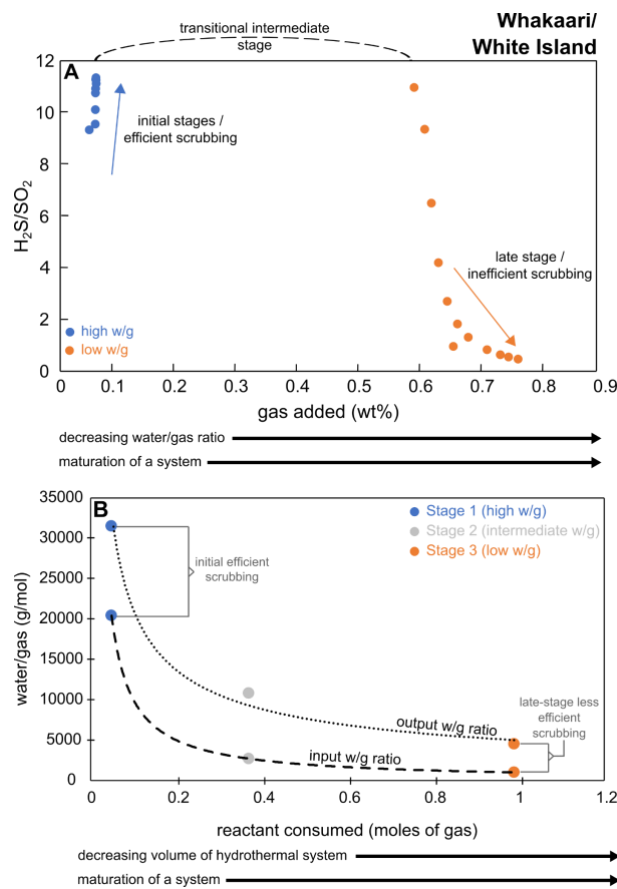 transitional intermediate
stage
Whakaari/
White Island
A
12
10
8
6
4
2
0
H₂S/SO₂
initial stages /
efficient scrubbing
late stage /
inefficient scrubbing
high w/g
low w/g
0 0.1 0.2 0.3 0.4 0.5 0.6 0.7 0.8 0.9
gas added (wt%)
decreasing water/gas ratio
maturation of a system
B
35000
30000
25000
20000
15000
10000
5000
0
water/gas (g/mol)
Stage 1 (high w/g)
Stage 2 (intermediate w/g)
Stage 3 (low w/g)
initial efficient
scrubbing
late-stage less
efficient
scrubbing
output w/g ratio
input w/g ratio
0 0.2 0.4 0.6 0.8 1 1.2
reactant consumed (moles of gas)
decreasing volume of hydrothermal system
maturation of a system